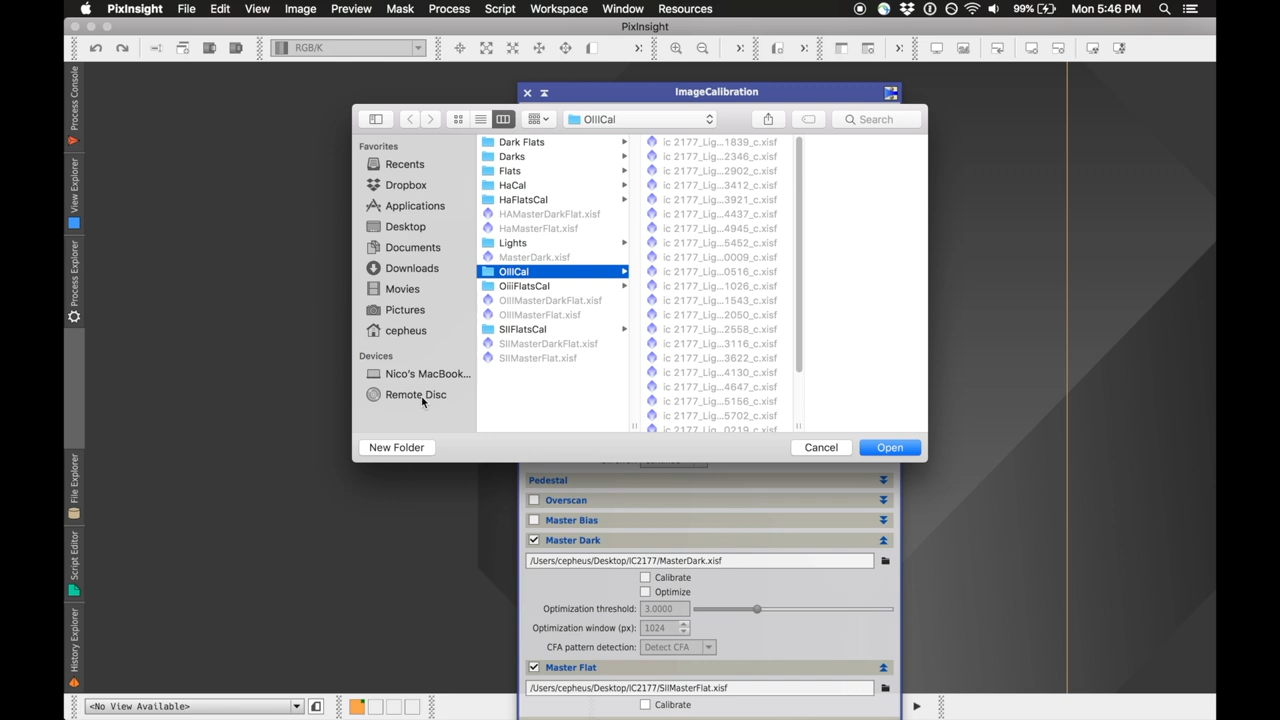 PixInsight File Edit View Image Preview Mask Process Script Workspace Window Resources 99% Mon 5:46 PM
PixInsight
RGB/K
Process Console
View Explorer
Process Explorer
File Explorer
Script Editor
History Explorer
ImageCalibration
OIIICal
Search
Favorites
Recents
Dropbox
Applications
Desktop
Documents
Downloads
Movies
Pictures
cepheus
Devices
Nico's MacBook...
Remote Disc
Dark Flats
Darks
Flats
HaCal
HaFlatsCal
HAMasterDarkFlat.xisf
HaMasterFlat.xisf
Lights
MasterDark.xisf
OIIICal
OiiiFlatsCal
OIIIMasterDarkFlat.xisf
OIIIMasterFlat.xisf
SIIFlatsCal
SIIMasterDarkFlat.xisf
SIIMasterFlat.xisf
ic 2177_Lig...1839_c.xisf
ic 2177_Lig...2346_c.xisf
ic 2177_Lig...2902_c.xisf
ic 2177_Lig...3412_c.xisf
ic 2177_Lig...3921_c.xisf
ic 2177_Lig...4437_c.xisf
ic 2177_Lig...4945_c.xisf
ic 2177_Lig...5452_c.xisf
ic 2177_Lig...0009_c.xisf
ic 2177_Lig...0516_c.xisf
ic 2177_Lig...1026_c.xisf
ic 2177_Lig...1543_c.xisf
ic 2177_Lig...2050_c.xisf
ic 2177_Lig...2558_c.xisf
ic 2177_Lig...3116_c.xisf
ic 2177_Lig...3622_c.xisf
ic 2177_Lig...4130_c.xisf
ic 2177_Lig...4647_c.xisf
ic 2177_Lig...5156_c.xisf
ic 2177_Lig...5702_c.xisf
ic 2177_Lig...0219_c.xisf
New Folder
Cancel
Open
Pedestal
Overscan
Master Bias
Master Dark
/Users/cepheus/Desktop/IC2177/MasterDark.xisf
Calibrate
Optimize
Optimization threshold: 3.0000
Optimization window (px): 1024
CFA pattern detection: Detect CFA
Master Flat
/Users/cepheus/Desktop/IC2177/SIIMasterFlat.xisf
Calibrate
<No View Available>